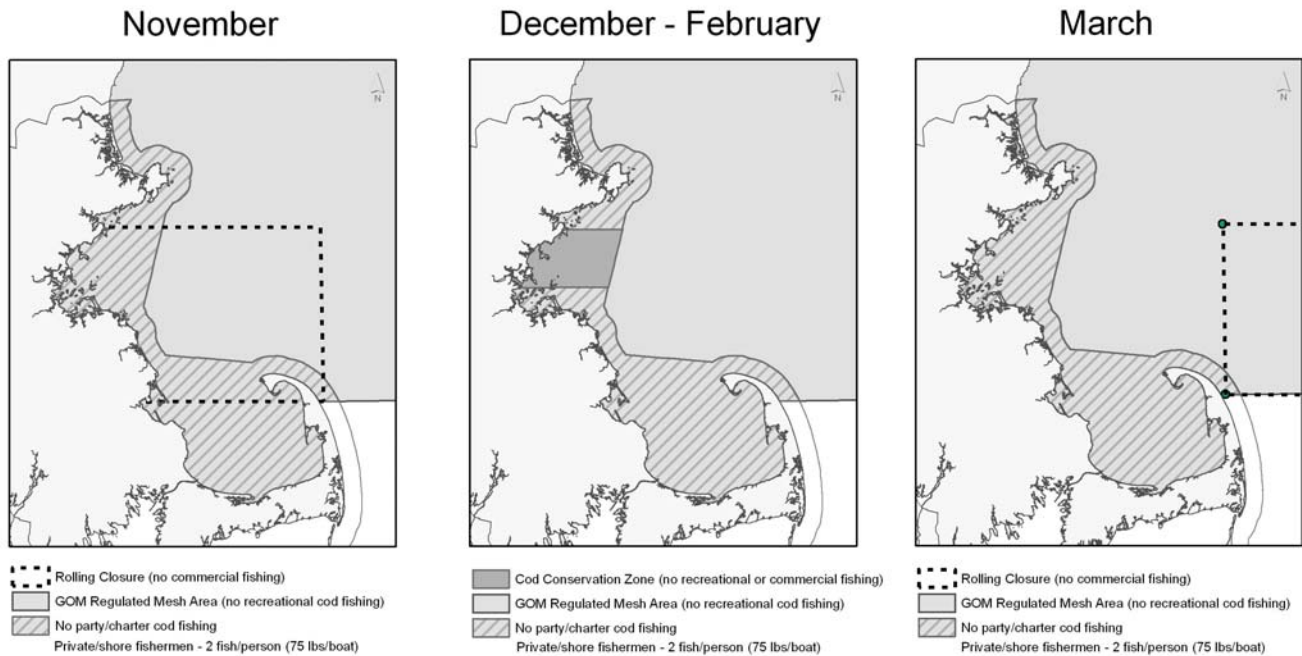 November
N
Rolling Closure (no commercial fishing)
GOM Regulated Mesh Area (no recreational cod fishing)
No party/charter cod fishing
Private/shore fishermen - 2 fish/person (75 lbs/boat)
December - February
N
Cod Conservation Zone (no recreational or commercial fishing)
GOM Regulated Mesh Area (no recreational cod fishing)
No party/charter cod fishing
Private/shore fishermen - 2 fish/person (75 lbs/boat)
March
N
Rolling Closure (no commercial fishing)
GOM Regulated Mesh Area (no recreational cod fishing)
No party/charter cod fishing
Private/shore fishermen - 2 fish/person (75 lbs/boat)